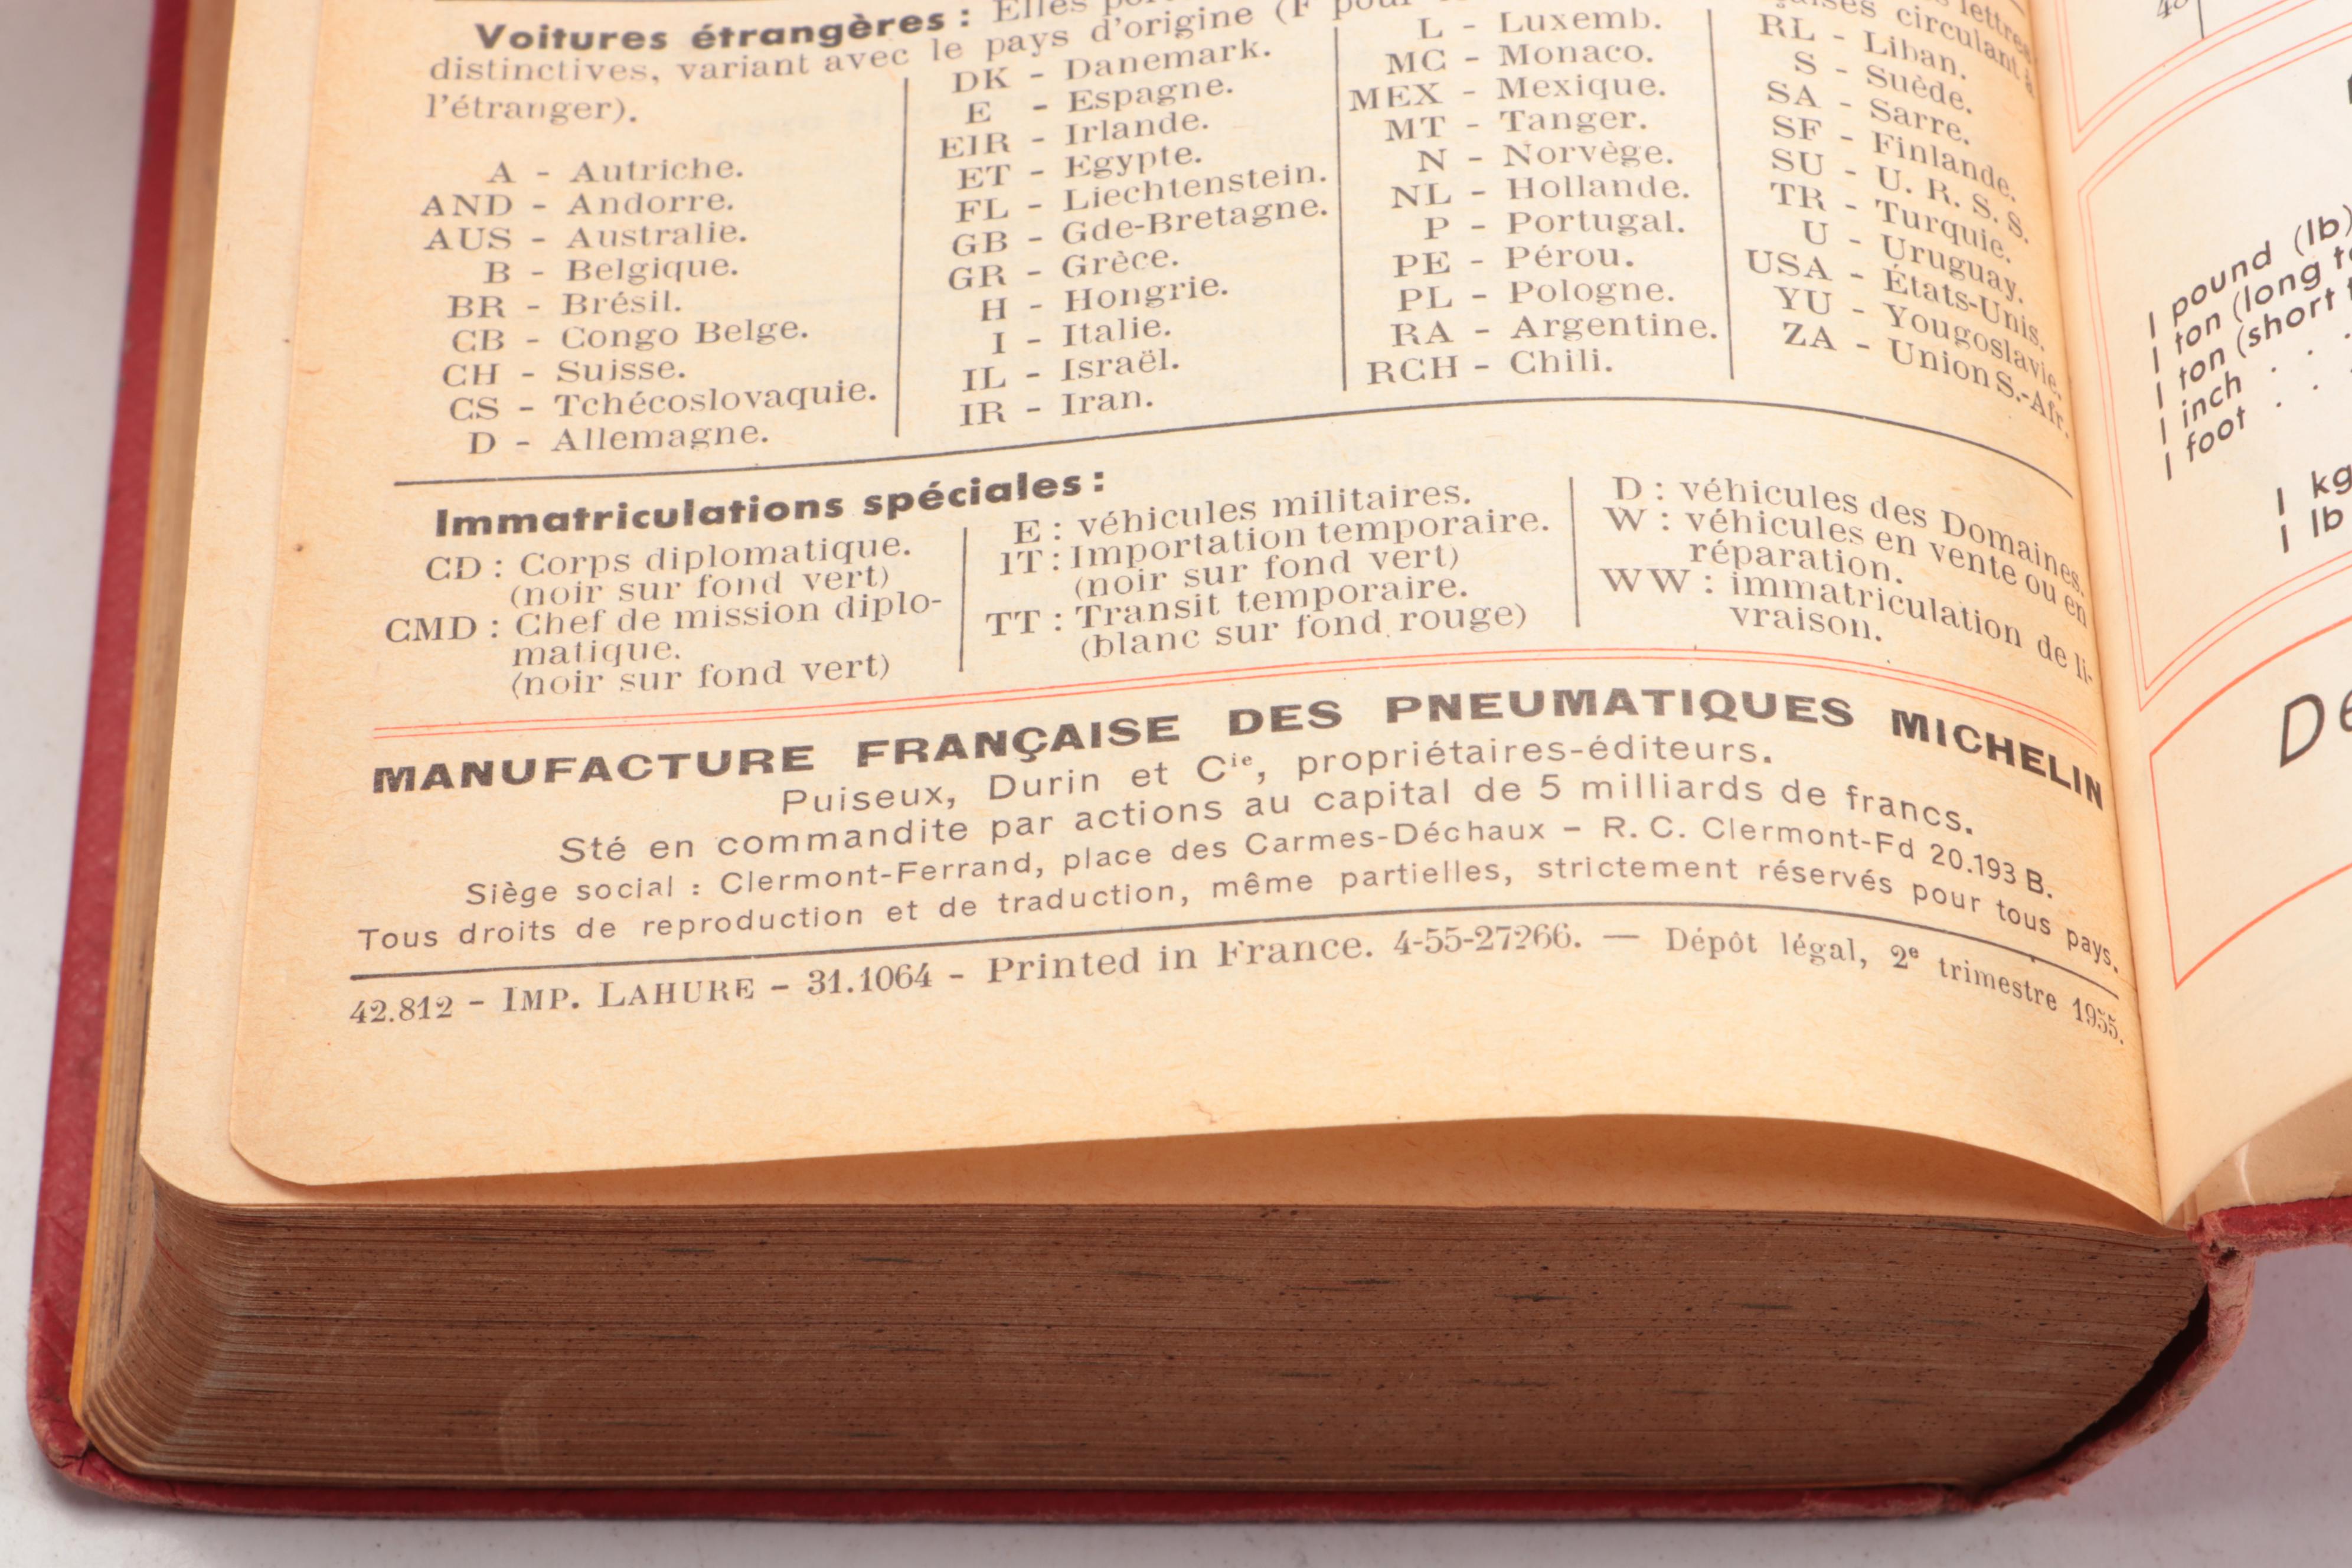 Voitures étrangères : Elles
distinctives, variant avec le pays d'origine (F pour
l'étranger).
lettres
circulant à
A - Autriche.
AND - Andorre.
AUS - Australie.
B - Belgique.
BR - Brésil.
CB - Congo Belge.
CH - Suisse.
CS - Tchécoslovaquie.
D - Allemagne.
DK - Danemark.
E - Espagne.
EIR - Irlande.
ET - Egypte.
FL - Liechtenstein.
GB - Gde-Bretagne.
GR - Grèce.
H - Hongrie.
I - Italie.
IL - Israël.
IR - Iran.
L - Luxemb.
MC - Monaco.
MEX - Mexique.
MT - Tanger.
N - Norvège.
NL - Hollande.
P - Portugal.
PE - Pérou.
PL - Pologne.
RA - Argentine.
RCH - Chili.
RL - Liban.
S - Suède.
SA - Sarre.
SF - Finlande.
SU - U. R. S. S.
TR - Turquie.
U - Uruguay.
USA - États-Unis.
YU - Yougoslavie.
ZA - Union S.-Afr.
Immatriculations spéciales :
CD : Corps diplomatique.
(noir sur fond vert)
CMD : Chef de mission diplo-
matique.
(noir sur fond vert)
E : véhicules militaires.
IT : Importation temporaire.
(noir sur fond vert)
TT : Transit temporaire.
(blanc sur fond rouge)
D : véhicules des Domaines.
W : véhicules en vente ou en
réparation.
WW : immatriculation de li-
vraison.
MANUFACTURE FRANÇAISE DES PNEUMATIQUES MICHELIN
Puiseux, Durin et Cie, propriétaires-éditeurs.
Sté en commandite par actions au capital de 5 milliards de francs.
Siège social : Clermont-Ferrand, place des Carmes-Déchaux - R. C. Clermont-Fd 20.193 B.
Tous droits de reproduction et de traduction, même partielles, strictement réservés pour tous pays.
42.812 - IMP. LAHURE - 31.1064 - Printed in France. 4-55-27266. — Dépôt légal, 2e trimestre 1955.
1 pound (lb)
1 ton (long
1 ton (short
1 inch . .
1 foot . .
1 kg
1 lb